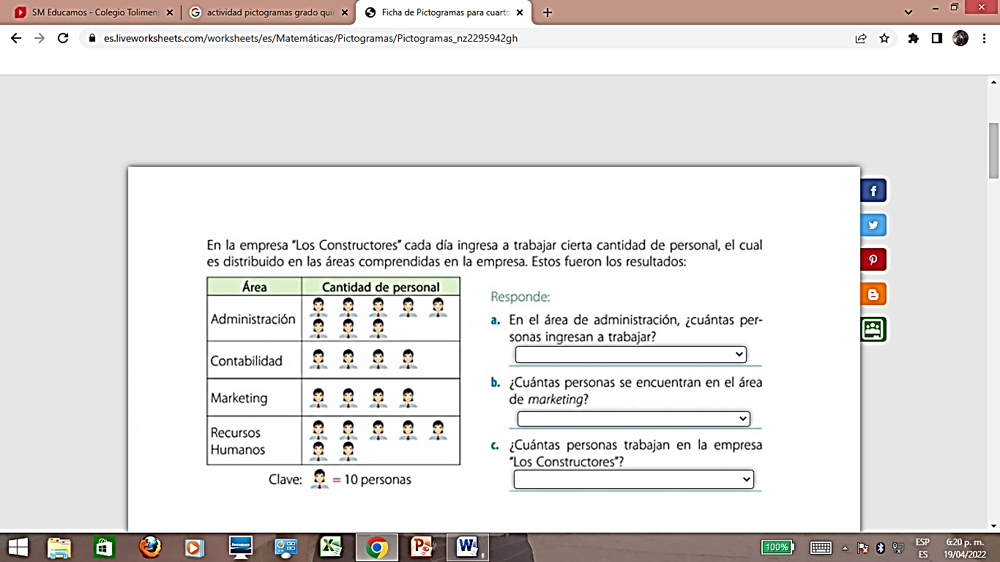 SM Educamos - Colegio Tolimens
actividad pictogramas grado quin
Ficha de Pictogramas para cuarto
es.liveworksheets.com/worksheets/es/Matemáticas/Pictogramas/Pictogramas_nz2295942gh
En la empresa "Los Constructores" cada día ingresa a trabajar cierta cantidad de personal, el cual
es distribuido en las áreas comprendidas en la empresa. Estos fueron los resultados:
Área Cantidad de personal
Administración
Contabilidad
Marketing
Recursos
Humanos
Clave: = 10 personas
Responde:
a. En el área de administración, ¿cuántas per-
sonas ingresan a trabajar?
b. ¿Cuántas personas se encuentran en el área
de marketing?
c. ¿Cuántas personas trabajan en la empresa
"Los Constructores"?
100%
ESP
ES
6:20 p. m.
19/04/2022